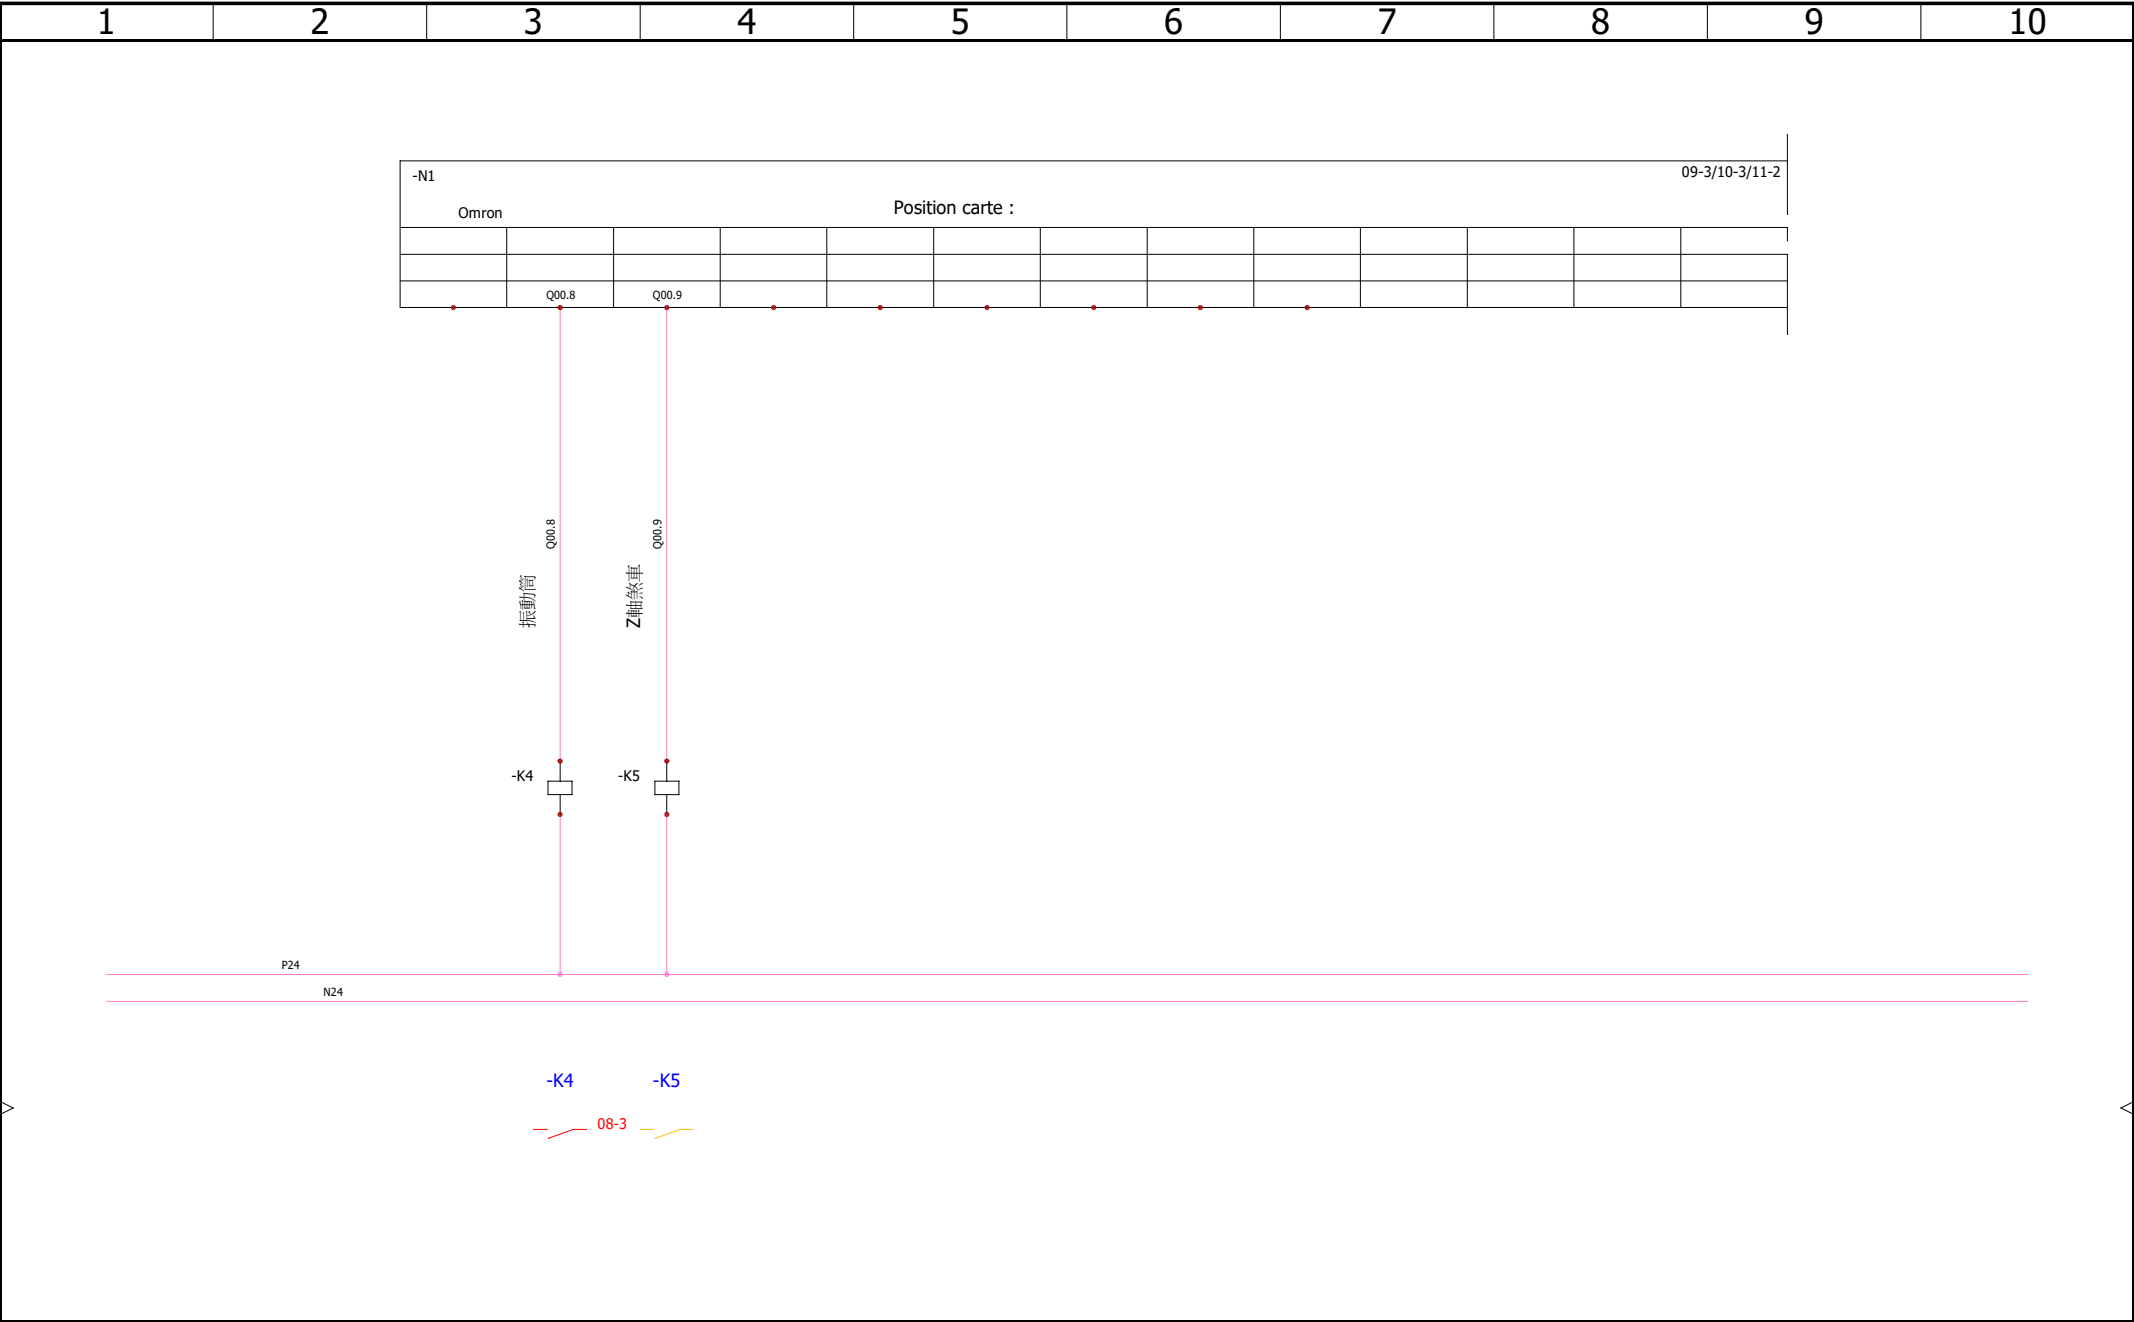 1 2 3 4 5 6 7 8 9 10
-N1 09-3/10-3/11-2
Omron Position carte :
Q00.8 Q00.9
Q00.8 Q00.9
振動筒 Z軸煞車
-K4 -K5
P24
N24
-K4 -K5
08-3